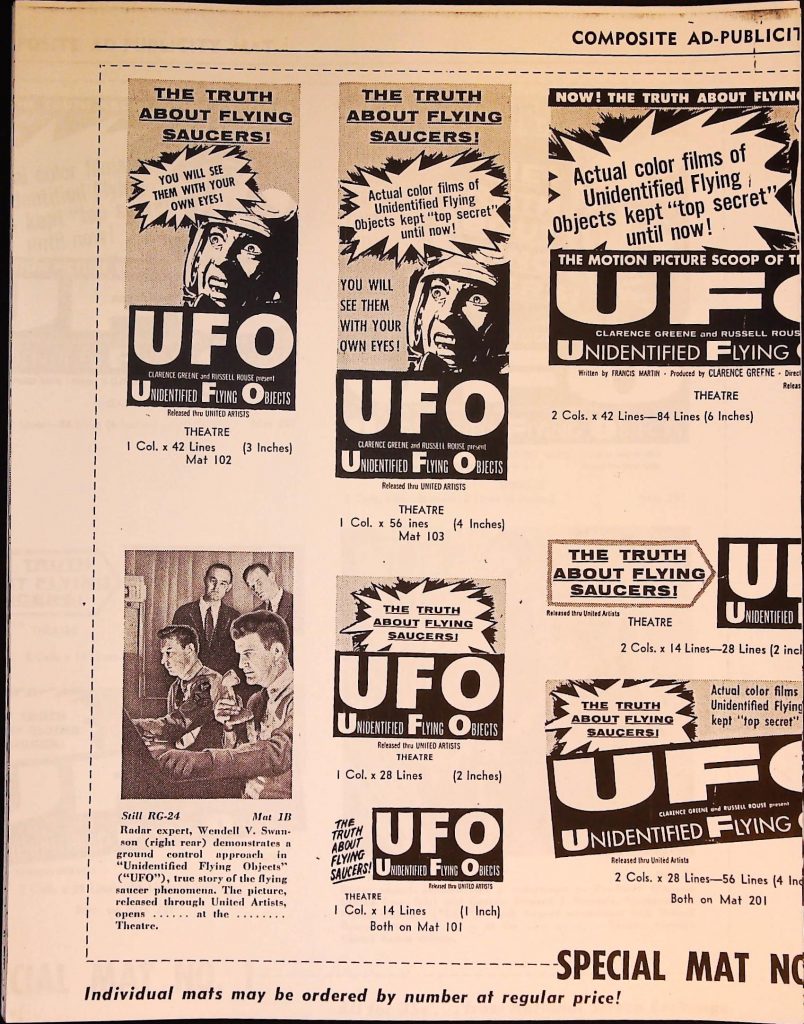 COMPOSITE AD-PUBLICIT
THE TRUTH
ABOUT FLYING
SAUCERS!
YOU WILL SEE
THEM WITH YOUR
OWN EYES!
UFO
CLARENCE GREENE and RUSSELL ROUSE present
UNIDENTIFIED FLYING OBJECTS
Released thru UNITED ARTISTS
THEATRE
1 Col. x 42 Lines (3 Inches)
Mat 102
THE TRUTH
ABOUT FLYING
SAUCERS!
Actual color films of
Unidentified Flying
Objects kept "top secret"
until now!
YOU WILL
SEE THEM
WITH YOUR
OWN EYES!
UFO
CLARENCE GREENE and RUSSELL ROUSE present
UNIDENTIFIED FLYING OBJECTS
Released thru UNITED ARTISTS
THEATRE
1 Col. x 56 ines (4 Inches)
Mat 103
NOW! THE TRUTH ABOUT FLYIN
Actual color films of
Unidentified Flying
Objects kept "top secret"
until now!
THE MOTION PICTURE SCOOP OF T
UF
CLARENCE GREENE and RUSSELL ROUS
UNIDENTIFIED FLYING
Written by FRANCIS MARTIN · Produced by CLARENCE GREENE · Direc
Releas
THEATRE
2 Cols. x 42 Lines—84 Lines (6 Inches)
Still RG-24 Mat 1B
Radar expert, Wendell V. Swan-
son (right rear) demonstrates a
ground control approach in
"Unidentified Flying Objects"
("UFO"), true story of the flying
saucer phenomena. The picture,
released through United Artists,
opens ...... at the ........
Theatre.
THE TRUTH
ABOUT FLYING
SAUCERS!
UFO
UNIDENTIFIED FLYING OBJECTS
Released thru UNITED ARTISTS
THEATRE
1 Col. x 28 Lines (2 Inches)
THE
TRUTH
ABOUT
FLYING
SAUCERS!
UFO
UNIDENTIFIED FLYING OBJECTS
Released thru UNITED ARTISTS
THEATRE
1 Col. x 14 Lines (1 Inch)
Both on Mat 101
THE TRUTH
ABOUT FLYING
SAUCERS!
U
UNIDENTIFIED
Released thru United Artists
THEATRE
2 Cols. x 14 Lines—28 Lines (2 incl
THE TRUTH
ABOUT FLYING
SAUCERS!
Actual color films
Unidentified Flying
kept "top secret"
UF
CLARENCE GREENE and RUSSELL ROUSE present
UNIDENTIFIED FLYING
Released thru United Artists
2 Cols. x 28 Lines—56 Lines (4 In
Both on Mat 201
SPECIAL MAT NO
Individual mats may be ordered by number at regular price!